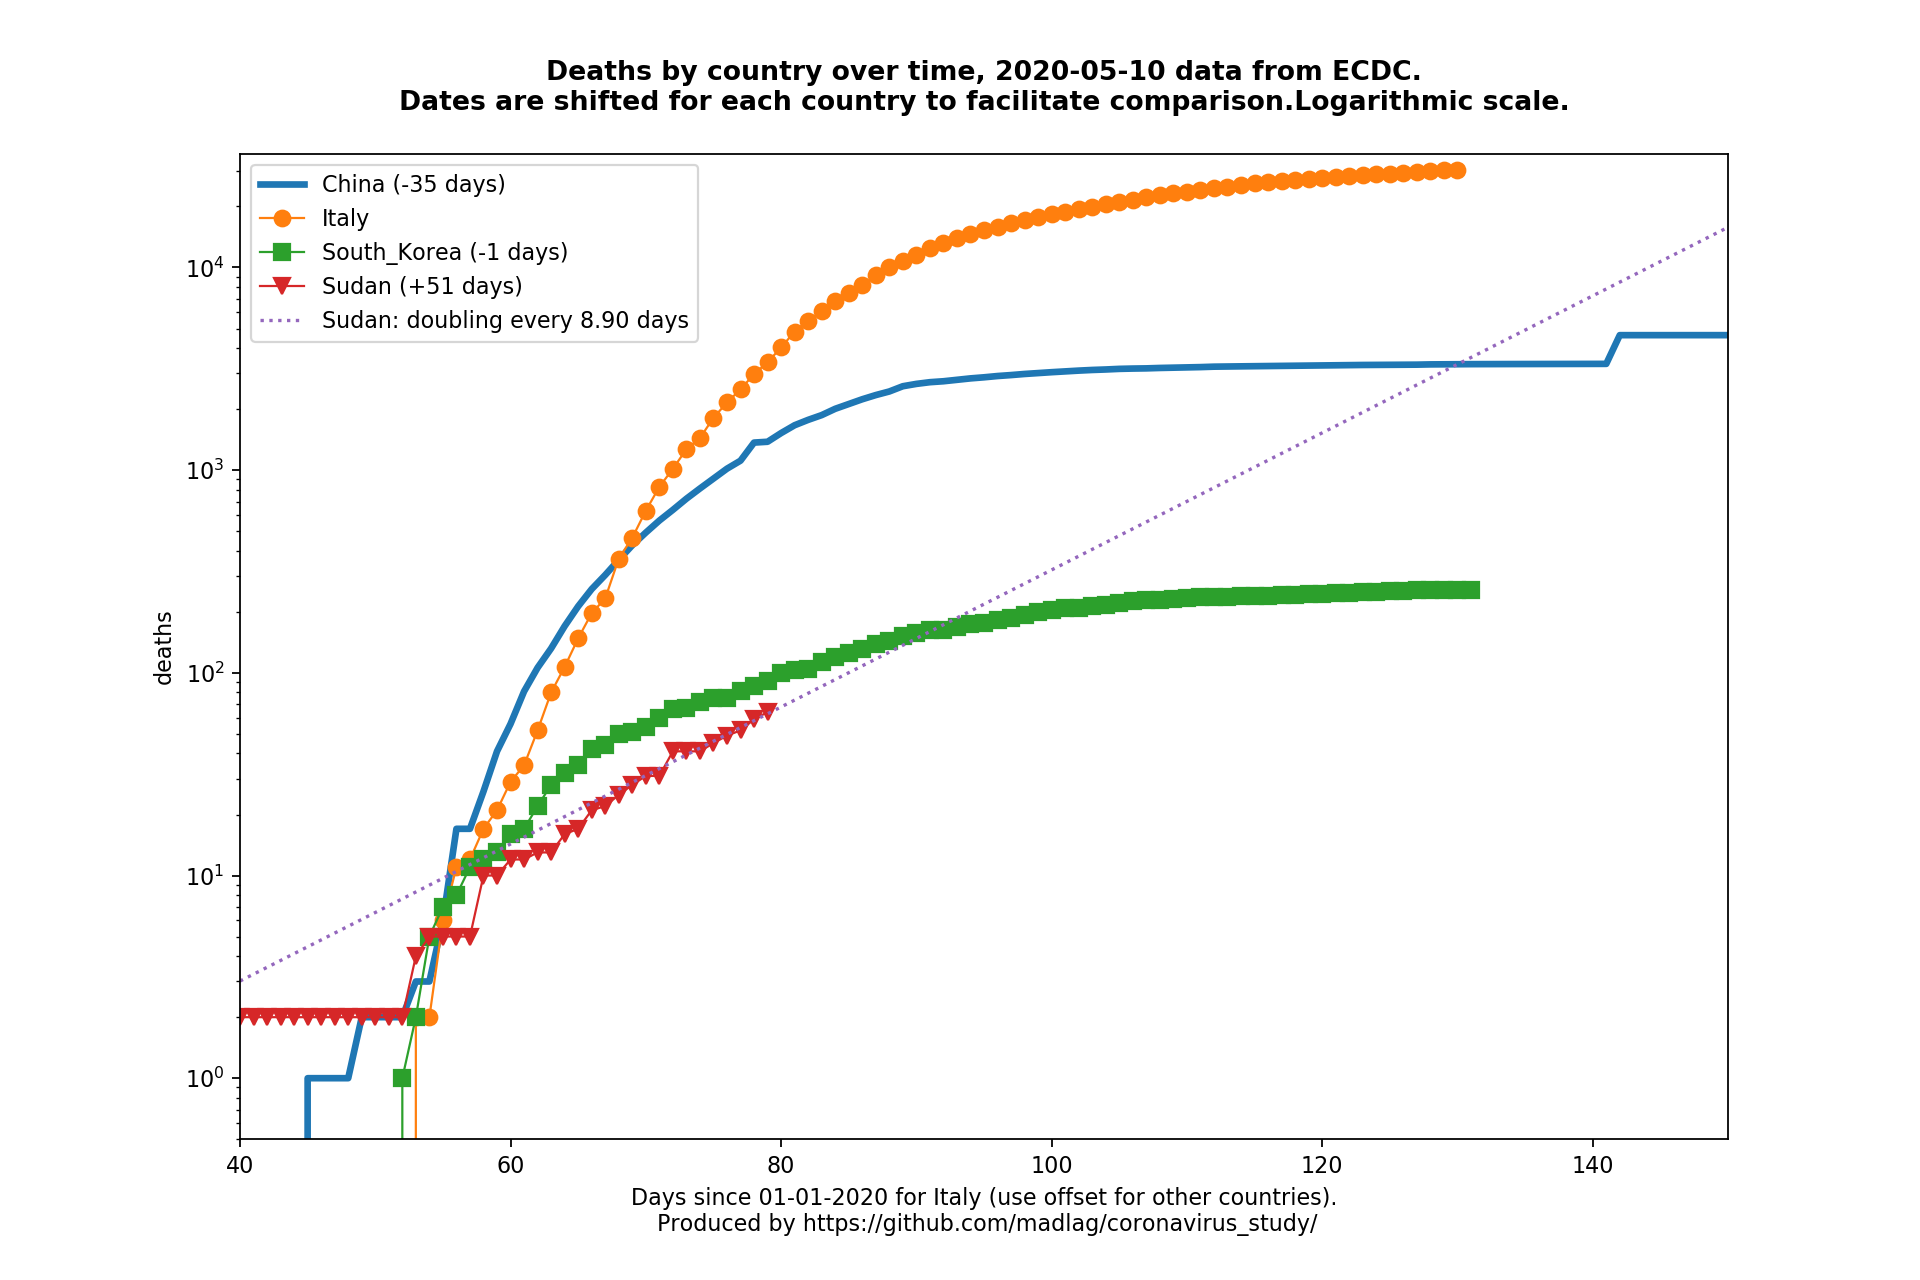 Deaths by country over time, 2020-05-10 data from ECDC.
Dates are shifted for each country to facilitate comparison.Logarithmic scale.
China (-35 days)
Italy
South_Korea (-1 days)
Sudan (+51 days)
Sudan: doubling every 8.90 days
deaths
10⁴
10³
10²
10¹
10⁰
40 60 80 100 120 140
Days since 01-01-2020 for Italy (use offset for other countries).
Produced by https://github.com/madlag/coronavirus_study/